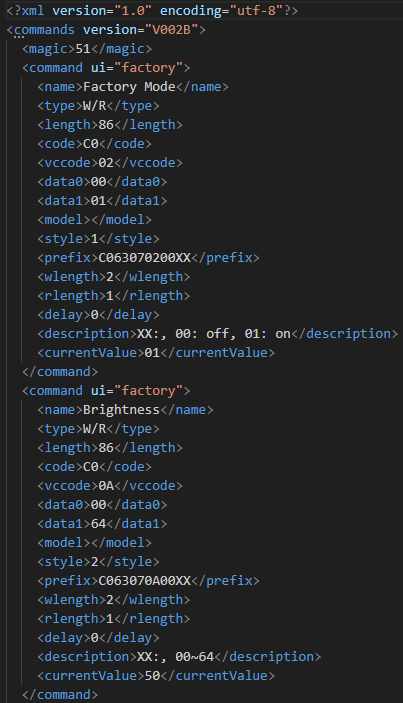 <?xml version="1.0" encoding="utf-8"?>
<commands version="V002B">
<magic>51</magic>
<command ui="factory">
<name>Factory Mode</name>
<type>W/R</type>
<length>86</length>
<code>C0</code>
<vccode>02</vccode>
<data0>00</data0>
<data1>01</data1>
<model></model>
<style>1</style>
<prefix>C063070200XX</prefix>
<wlength>2</wlength>
<rlength>1</rlength>
<delay>0</delay>
<description>XX:, 00: off, 01: on</description>
<currentValue>01</currentValue>
</command>
<command ui="factory">
<name>Brightness</name>
<type>W/R</type>
<length>86</length>
<code>C0</code>
<vccode>0A</vccode>
<data0>00</data0>
<data1>64</data1>
<model></model>
<style>2</style>
<prefix>C063070A00XX</prefix>
<wlength>2</wlength>
<rlength>1</rlength>
<delay>0</delay>
<description>XX:, 00~64</description>
<currentValue>50</currentValue>
</command>